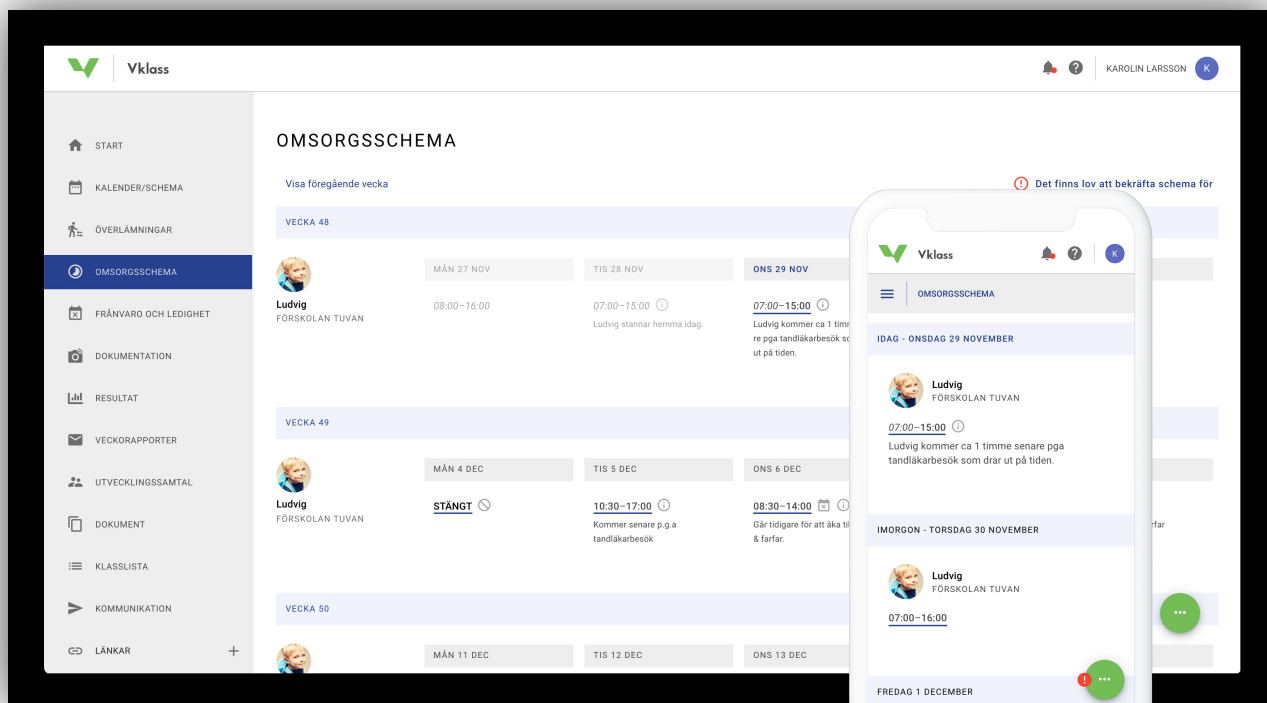 Vklass
KAROLIN LARSSON
K
START
KALENDER/SCHEMA
ÖVERLÄMNINGAR
OMSORGSSCHEMA
FRÅNVARO OCH LEDIGHET
DOKUMENTATION
RESULTAT
VECKORAPPORTER
UTVECKLINGSSAMTAL
DOKUMENT
KLASSLISTA
KOMMUNIKATION
LÄNKAR
OMSORGSSCHEMA
Visa föregående vecka
Det finns lov att bekräfta schema för
VECKA 48
Ludvig
FÖRSKOLAN TUVAN
MÅN 27 NOV
08:00–16:00
TIS 28 NOV
07:00–15:00
Ludvig stannar hemma idag.
ONS 29 NOV
07:00–15:00
Ludvig kommer ca 1 timm
re pga tandläkarbesök so
ut på tiden.
VECKA 49
Ludvig
FÖRSKOLAN TUVAN
MÅN 4 DEC
STÄNGT
TIS 5 DEC
10:30–17:00
Kommer senare p.g.a
tandläkarbesök
ONS 6 DEC
08:30–14:00
Går tidigare för att åka til
& farfar.
rfar
VECKA 50
MÅN 11 DEC
TIS 12 DEC
ONS 13 DEC
Vklass
K
OMSORGSSCHEMA
IDAG - ONSDAG 29 NOVEMBER
Ludvig
FÖRSKOLAN TUVAN
07:00–15:00
Ludvig kommer ca 1 timme senare pga
tandläkarbesök som drar ut på tiden.
IMORGON - TORSDAG 30 NOVEMBER
Ludvig
FÖRSKOLAN TUVAN
07:00–16:00
FREDAG 1 DECEMBER